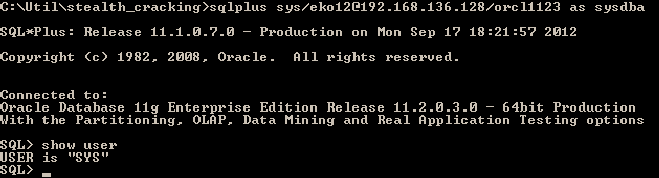 C:\Util\stealth_cracking>sqlplus sys/eko12@192.168.136.128/orcl1123 as sysdba
SQL*Plus: Release 11.1.0.7.0 - Production on Mon Sep 17 18:21:57 2012
Copyright (c) 1982, 2008, Oracle.  All rights reserved.
Connected to:
Oracle Database 11g Enterprise Edition Release 11.2.0.3.0 - 64bit Production
With the Partitioning, OLAP, Data Mining and Real Application Testing options
SQL> show user
USER is "SYS"
SQL> _